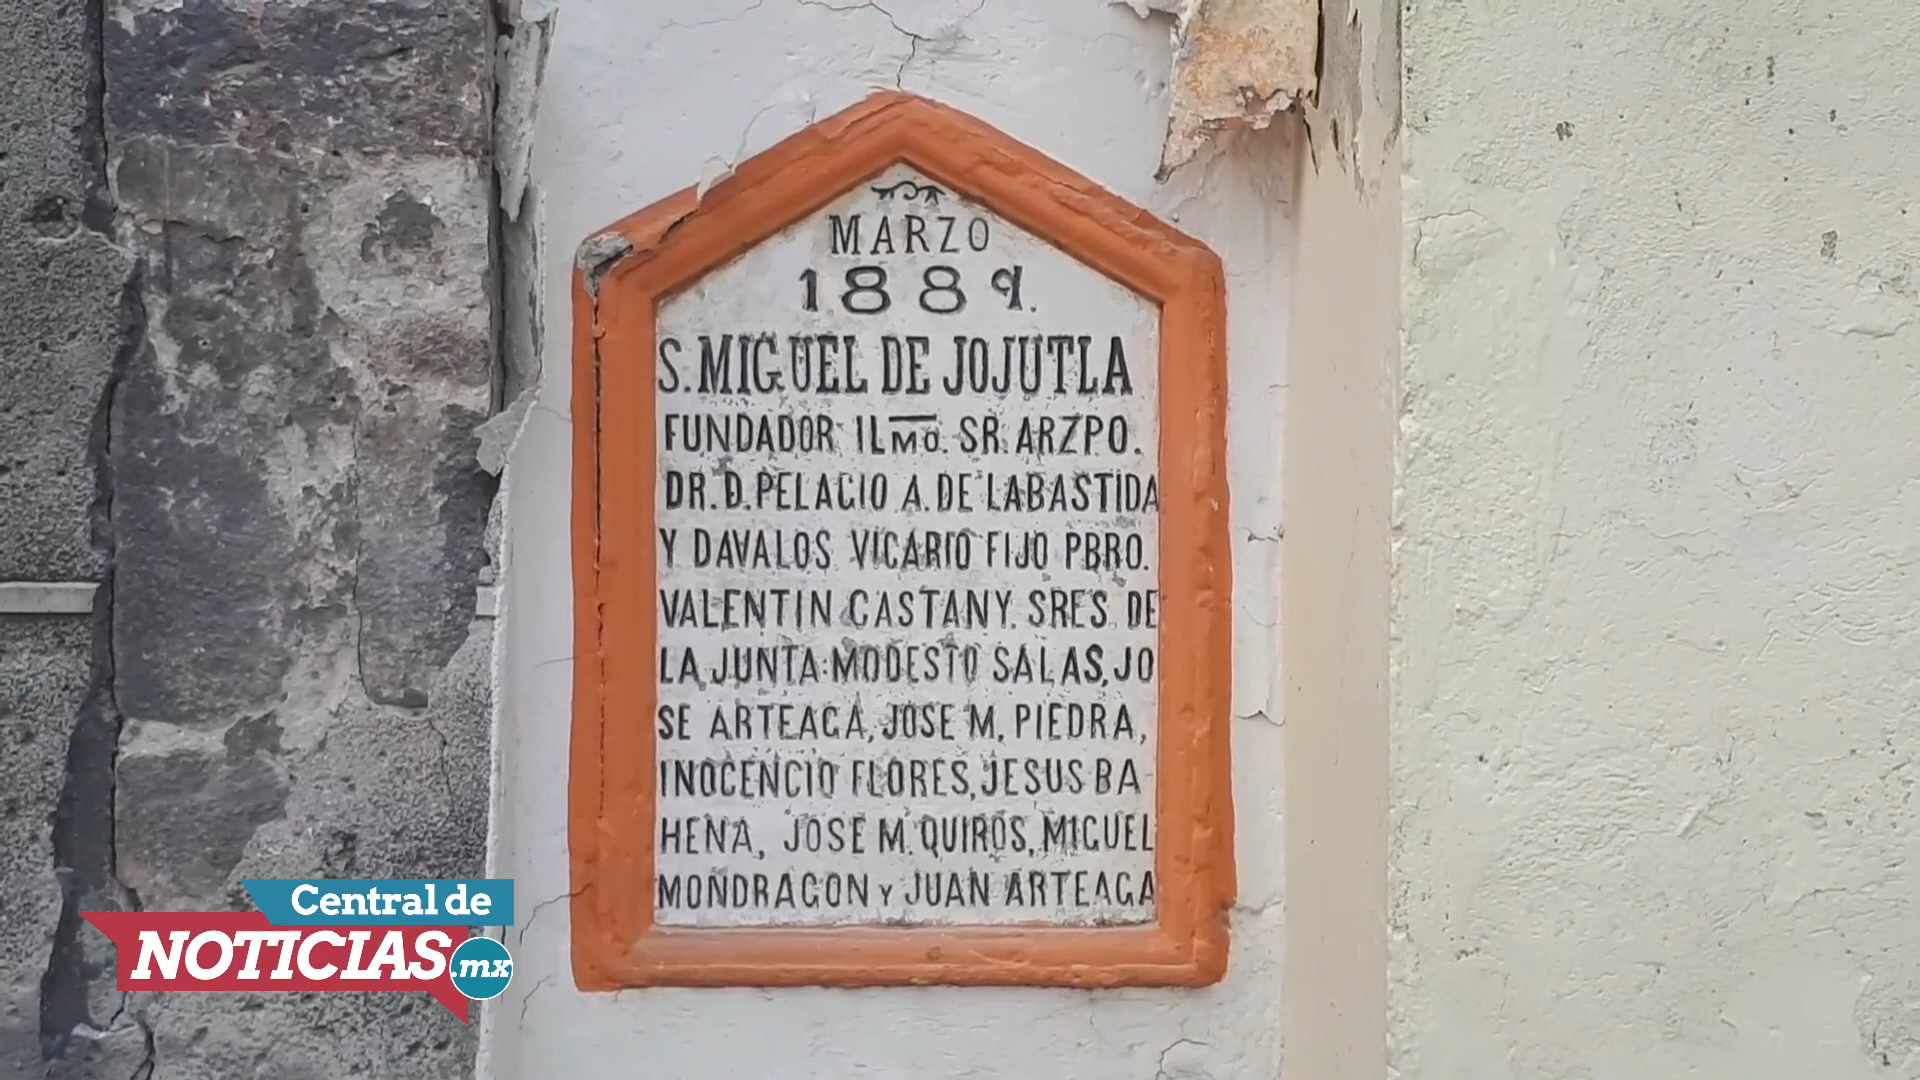 MARZO
1889.
S. MIGUEL DE JOJUTLA
FUNDADOR ILMO. SR. ARZPO.
DR. D. PELAGIO A. DE LABASTIDA
Y DAVALOS VICARIO FIJO PBRO.
VALENTIN CASTANY. SRES. DE
LA JUNTA: MODESTO SALAS, JO
SE ARTEAGA, JOSE M. PIEDRA,
INOCENCIO FLORES, JESUS BA-
HENA, JOSE M. QUIROS, MIGUEL
MONDRAGON Y JUAN ARTEAGA
Central de
NOTICIAS.mx